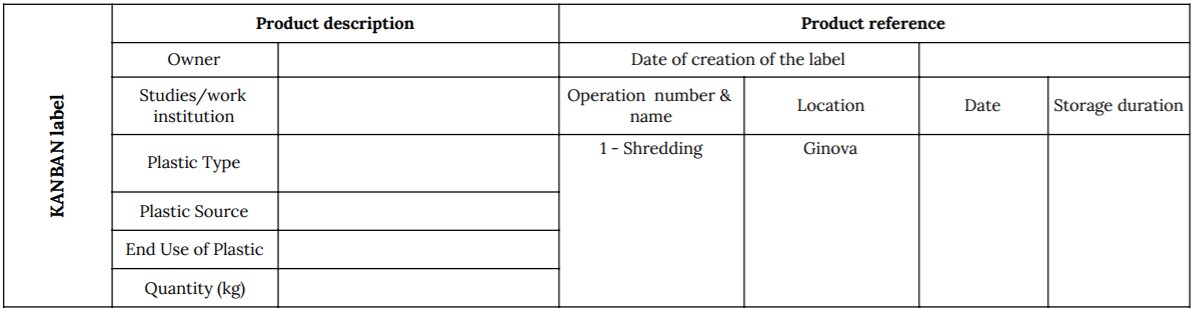 KANBAN label
Product description
Product reference
Owner
Date of creation of the label
Studies/work
institution
Operation number &
name
Location
Date
Storage duration
Plastic Type
1 - Shredding
Ginova
Plastic Source
End Use of Plastic
Quantity (kg)